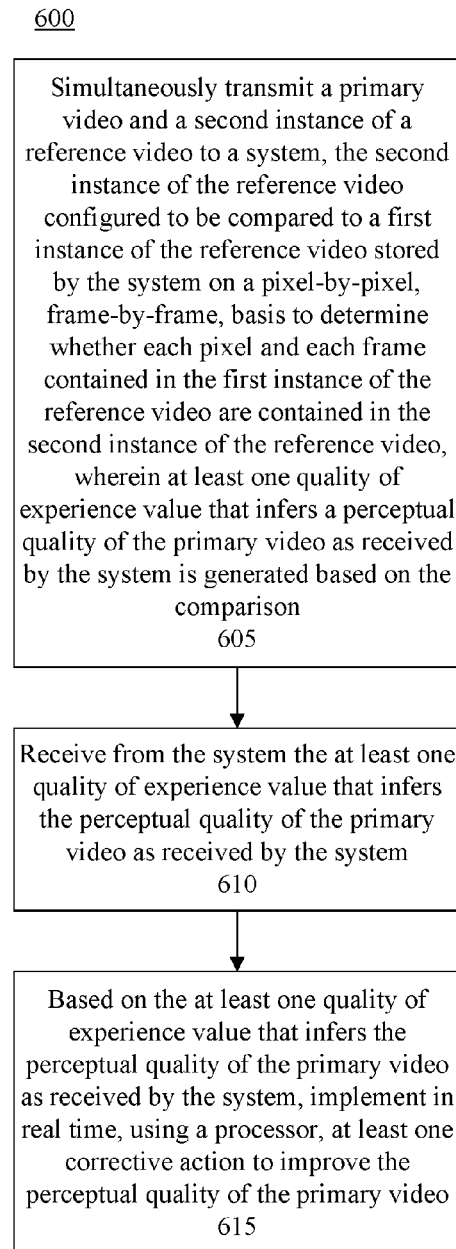 600
Simultaneously transmit a primary
video and a second instance of a
reference video to a system, the second
instance of the reference video
configured to be compared to a first
instance of the reference video stored
by the system on a pixel-by-pixel,
frame-by-frame, basis to determine
whether each pixel and each frame
contained in the first instance of the
reference video are contained in the
second instance of the reference video,
wherein at least one quality of
experience value that infers a perceptual
quality of the primary video as received
by the system is generated based on the
comparison
605
Receive from the system the at least one
quality of experience value that infers
the perceptual quality of the primary
video as received by the system
610
Based on the at least one quality of
experience value that infers the
perceptual quality of the primary video
as received by the system, implement in
real time, using a processor, at least one
corrective action to improve the
perceptual quality of the primary video
615